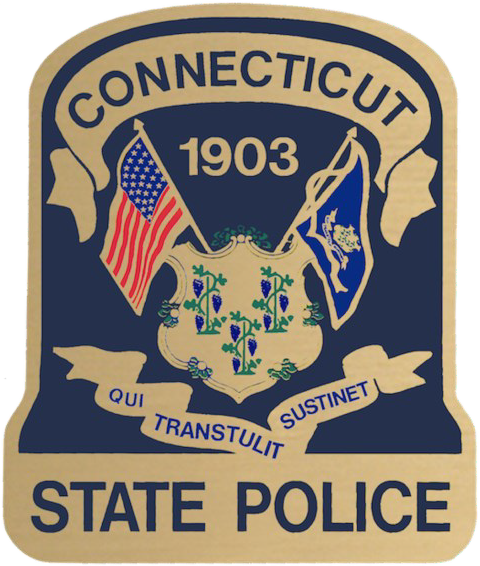 CONNECTICUT
1903
QUI TRANSTULIT SUSTINET
STATE POLICE